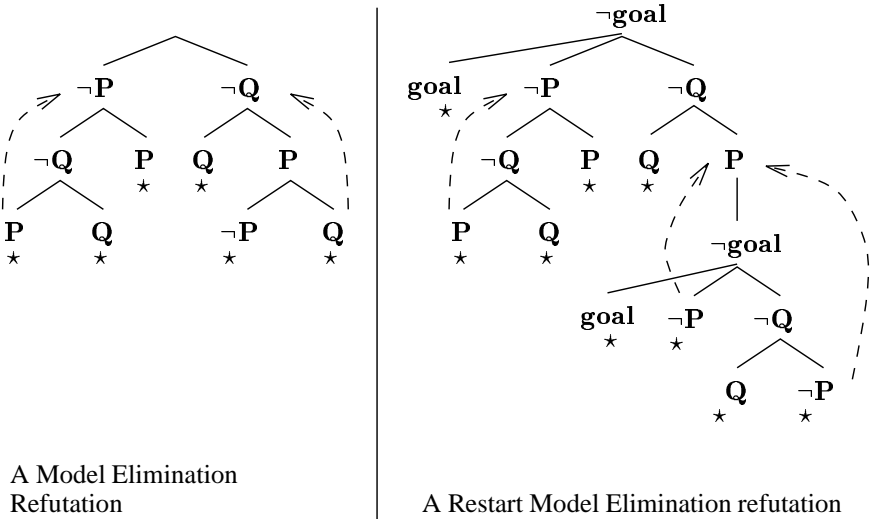 ¬goal
goal ¬P ¬Q
⋆
¬P ¬Q
¬Q P Q P
⋆ ⋆
¬Q P Q P
⋆ ⋆
P Q ¬P Q
⋆ ⋆ ⋆ ⋆
P Q
⋆ ⋆
¬goal
goal ¬P ¬Q
⋆ ⋆
Q ¬P
⋆ ⋆
A Model Elimination
Refutation
A Restart Model Elimination refutation